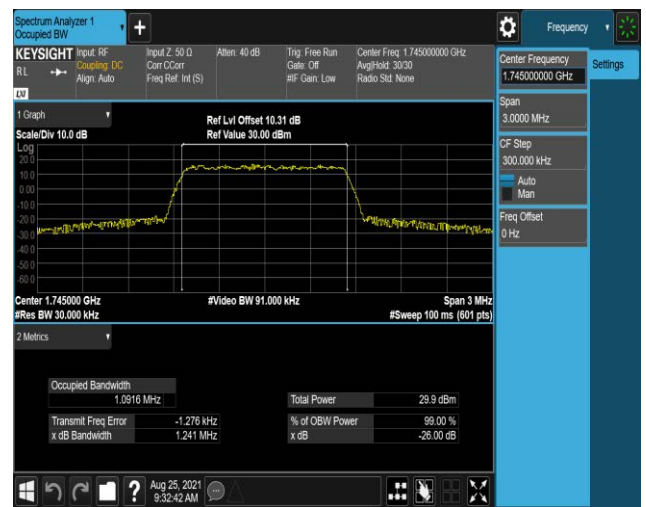 Spectrum Analyzer 1
Occupied BW
+
Frequency
KEYSIGHT
RL
LXI
Input: RF
Coupling: DC
Align: Auto
Input Z: 50 Ω
Corr CCorr
Freq Ref: Int (S)
Atten: 40 dB
Trig: Free Run
Gate: Off
#IF Gain: Low
Center Freq: 1.745000000 GHz
Avg|Hold: 30/30
Radio Std: None
Center Frequency
1.745000000 GHz
Settings
Span
3.0000 MHz
CF Step
300.000 kHz
Auto
Man
Freq Offset
0 Hz
1 Graph
Scale/Div 10.0 dB
Ref Lvl Offset 10.31 dB
Ref Value 30.00 dBm
Log
20.0
10.0
0.00
-10.0
-20.0
-30.0
-40.0
-50.0
-60.0
Center 1.745000 GHz
#Res BW 30.000 kHz
#Video BW 91.000 kHz
Span 3 MHz
#Sweep 100 ms (601 pts)
2 Metrics
Occupied Bandwidth
1.0916 MHz
Total Power 29.9 dBm
Transmit Freq Error -1.276 kHz
% of OBW Power 99.00 %
x dB Bandwidth 1.241 MHz
x dB -26.00 dB
?
Aug 25, 2021
9:32:42 AM